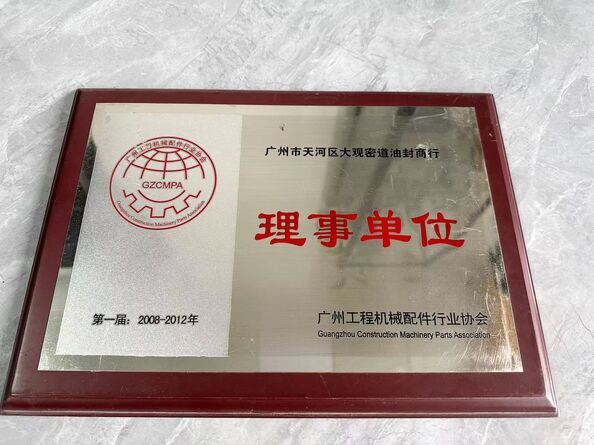 广州工程机械配件行业协会
GZCMPA
Guangzhou Construction Machinery Parts Association
第一届：2008-2012年
广州市天河区大观密道油封商行
理事单位
广州工程机械配件行业协会
Guangzhou Construction Machinery Parts Association